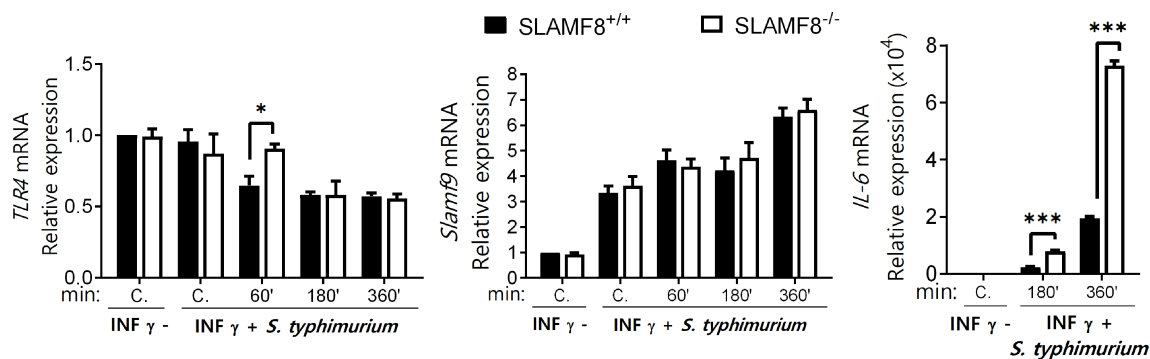 SLAMF8+/+ SLAMF8-/-
TLR4 mRNA
Relative expression
1.5
1.0
0.5
0.0
*
min: C. C. 60' 180' 360'
INF γ - INF γ + S. typhimurium
Slamf9 mRNA
Relative expression
8
7
6
5
4
3
2
1
0
min: C. C. 60' 180' 360'
INF γ - INF γ + S. typhimurium
IL-6 mRNA
Relative expression (x10⁴)
8
6
4
2
0
***
***
min: C. 180' 360'
INF γ - INF γ +
S. typhimurium